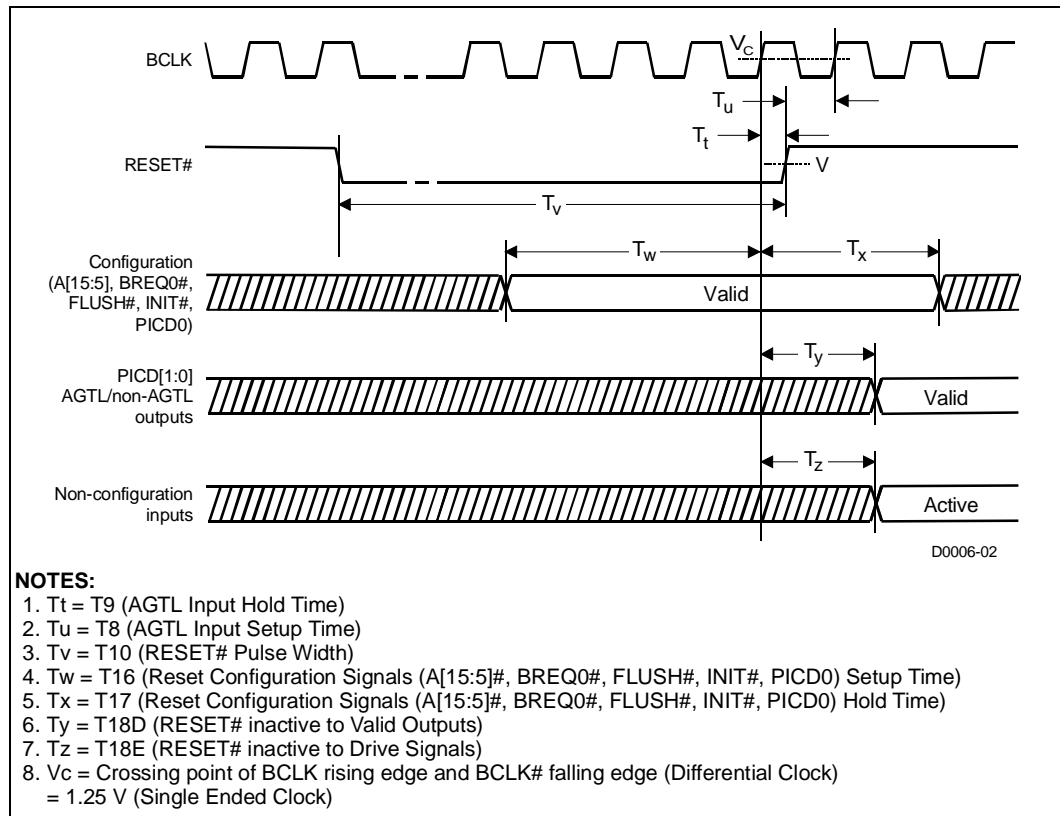 BCLK
VC
Tu
Tt
RESET#
V
Tv
Tw
Tx
Configuration
(A[15:5], BREQ0#,
FLUSH#, INIT#,
PICD0)
Valid
Ty
PICD[1:0]
AGTL/non-AGTL
outputs
Valid
Tz
Non-configuration
inputs
Active
D0006-02
NOTES:
1. Tt = T9 (AGTL Input Hold Time)
2. Tu = T8 (AGTL Input Setup Time)
3. Tv = T10 (RESET# Pulse Width)
4. Tw = T16 (Reset Configuration Signals (A[15:5]#, BREQ0#, FLUSH#, INIT#, PICD0) Setup Time)
5. Tx = T17 (Reset Configuration Signals (A[15:5]#, BREQ0#, FLUSH#, INIT#, PICD0) Hold Time)
6. Ty = T18D (RESET# inactive to Valid Outputs)
7. Tz = T18E (RESET# inactive to Drive Signals)
8. Vc = Crossing point of BCLK rising edge and BCLK# falling edge (Differential Clock)
= 1.25 V (Single Ended Clock)